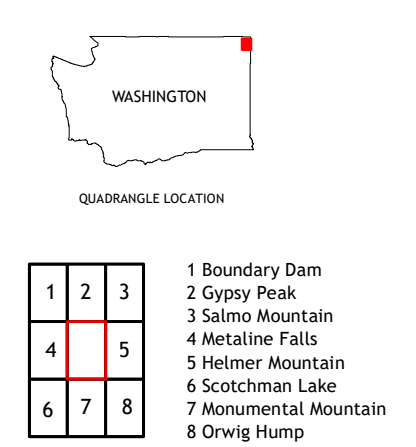 WASHINGTON
QUADRANGLE LOCATION
1 2 3
4 5
6 7 8
1 Boundary Dam
2 Gypsy Peak
3 Salmo Mountain
4 Metaline Falls
5 Helmer Mountain
6 Scotchman Lake
7 Monumental Mountain
8 Orwig Hump